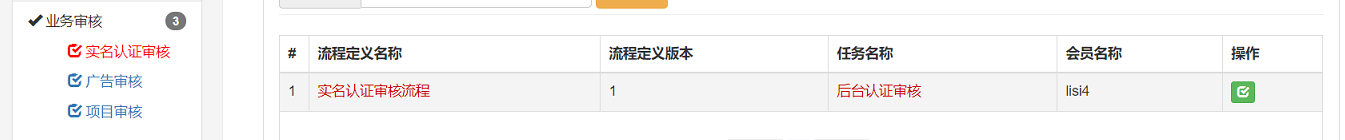 业务审核 3
实名认证审核
广告审核
项目审核
# 流程定义名称 流程定义版本 任务名称 会员名称 操作
1 实名认证审核流程 1 后台认证审核 lisi4